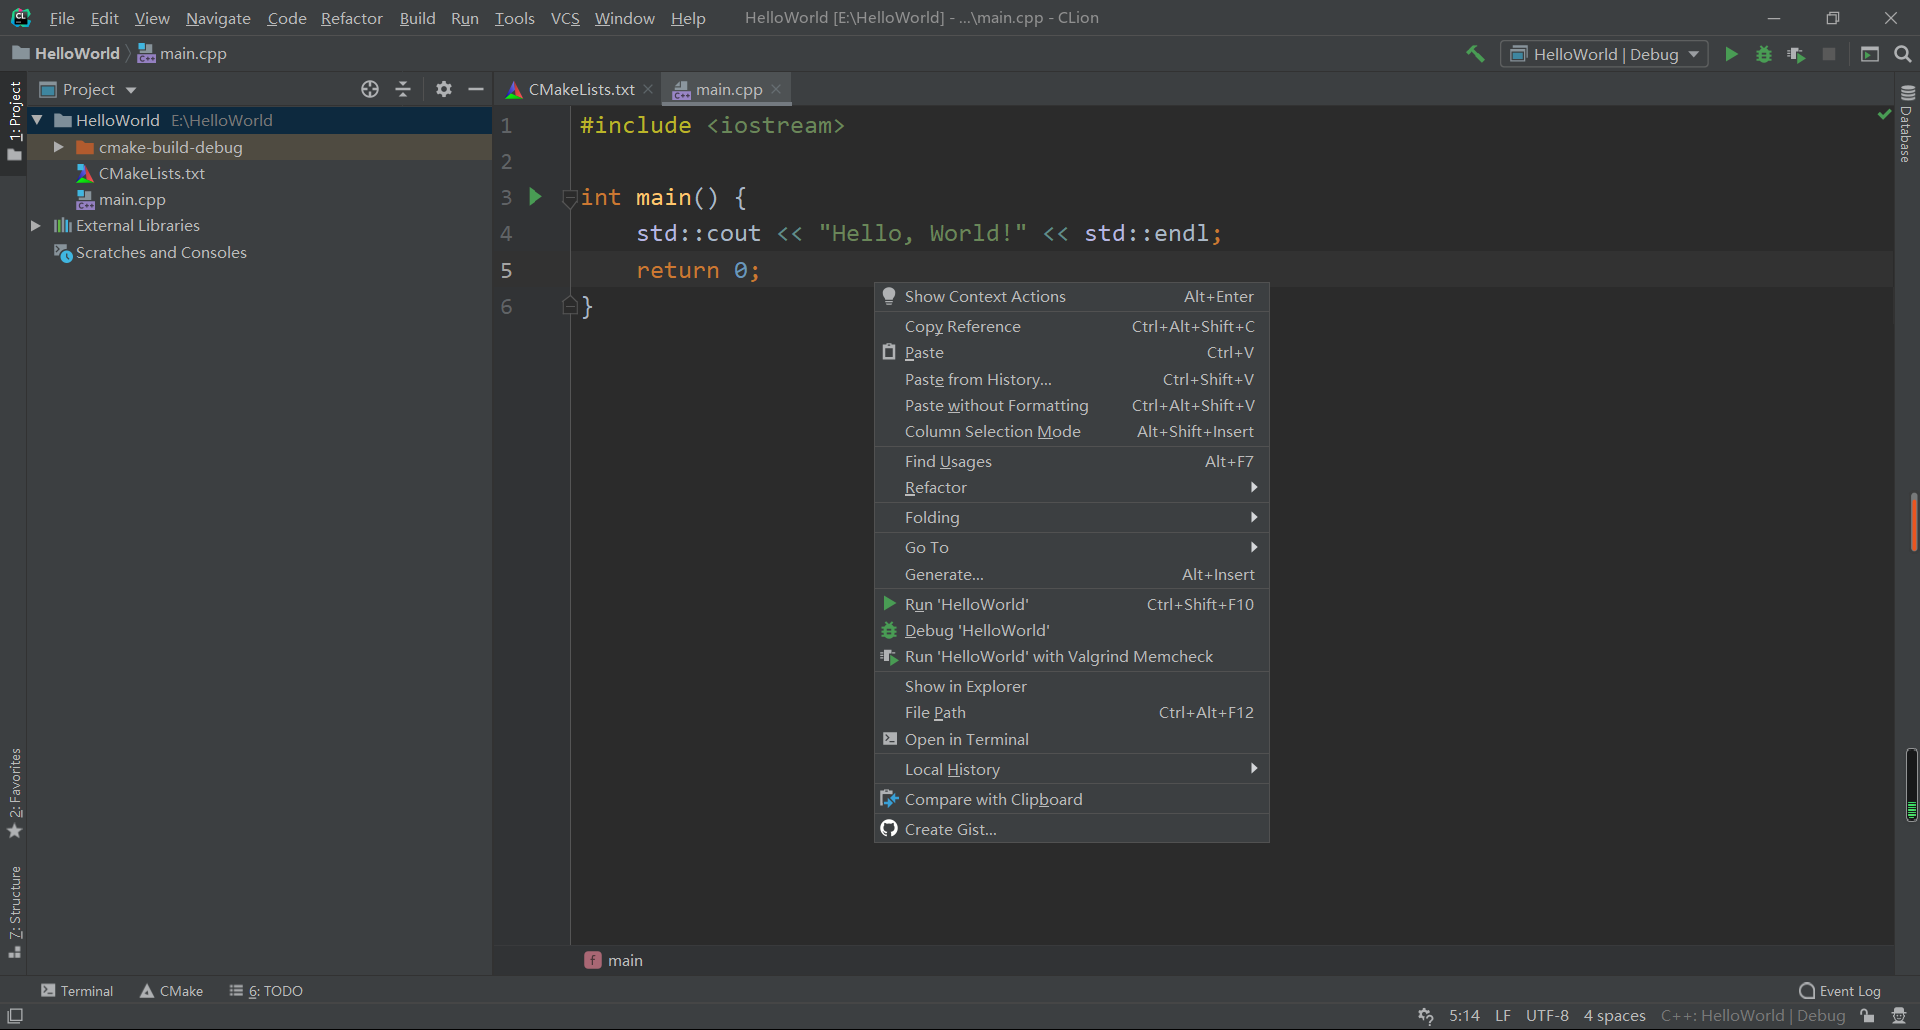 File Edit View Navigate Code Refactor Build Run Tools VCS Window Help HelloWorld [E:\HelloWorld] - ...\main.cpp - CLion
HelloWorld main.cpp HelloWorld | Debug
1: Project
Project
CMakeLists.txt main.cpp
HelloWorld E:\HelloWorld
cmake-build-debug
CMakeLists.txt
main.cpp
External Libraries
Scratches and Consoles
1 #include <iostream>
2
3 int main() {
4 std::cout << "Hello, World!" << std::endl;
5 return 0;
6 }
Show Context Actions Alt+Enter
Copy Reference Ctrl+Alt+Shift+C
Paste Ctrl+V
Paste from History... Ctrl+Shift+V
Paste without Formatting Ctrl+Alt+Shift+V
Column Selection Mode Alt+Shift+Insert
Find Usages Alt+F7
Refactor
Folding
Go To
Generate... Alt+Insert
Run 'HelloWorld' Ctrl+Shift+F10
Debug 'HelloWorld'
Run 'HelloWorld' with Valgrind Memcheck
Show in Explorer
File Path Ctrl+Alt+F12
Open in Terminal
Local History
Compare with Clipboard
Create Gist...
Database
2: Favorites
7: Structure
f main
Terminal CMake 6: TODO Event Log
5:14 LF UTF-8 4 spaces C++: HelloWorld | Debug